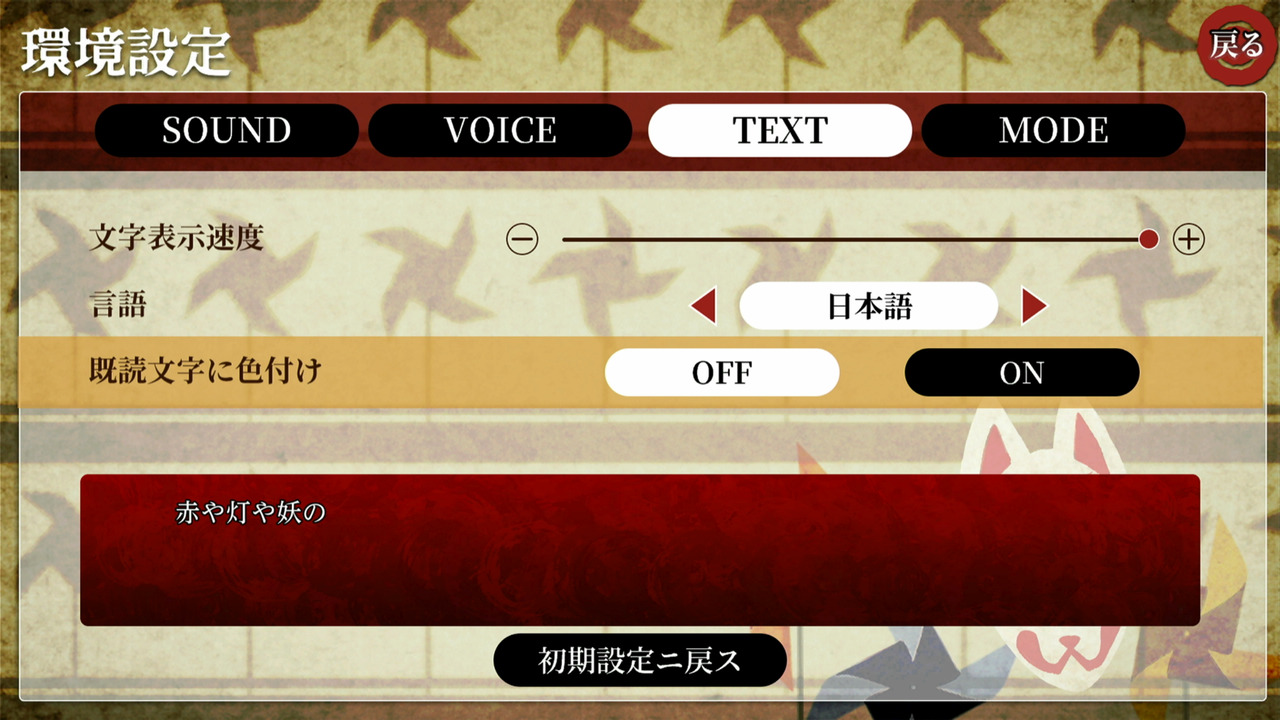 環境設定
戻る
SOUND VOICE TEXT MODE
文字表示速度
言語 日本語
既読文字に色付け OFF ON
赤や灯や妖の
初期設定ニ戻ス